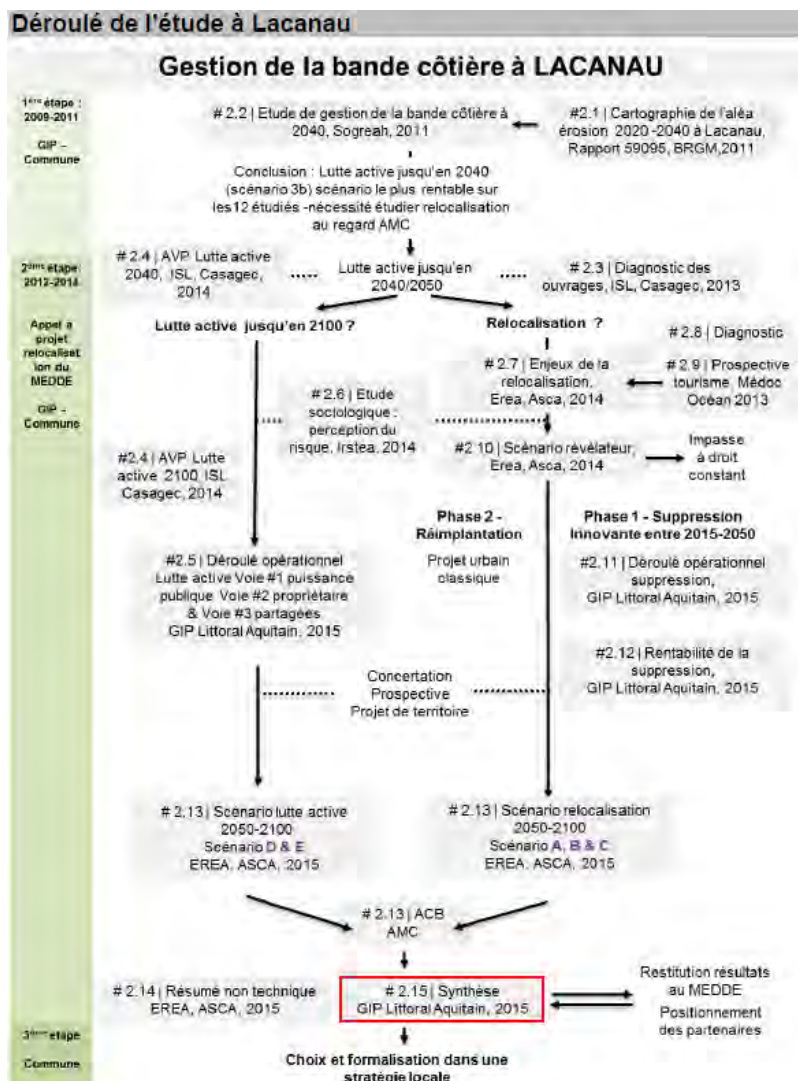 Déroulé de l'étude à Lacanau
Gestion de la bande côtière à LACANAU
1ère étape :
2009-2011
GIP –
Commune
# 2.2 | Etude de gestion de la bande côtière à
2040, Sogreah, 2011
#2.1 | Cartographie de l'aléa
érosion 2020 -2040 à Lacanau,
Rapport 59095, BRGM,2011
Conclusion : Lutte active jusqu'en 2040
(scénario 3b) scénario le plus rentable sur
les 12 étudiés -nécessité étudier relocalisation
au regard AMC
2ème étape
2012-2014
Appel à
projet
relocalisat
ion du
MEDDE
GIP –
Commune
# 2.4 | AVP Lutte active
2040, ISL, Casagec,
2014
Lutte active jusqu'en
2040/2050
# 2.3 | Diagnostic des
ouvrages, ISL, Casagec, 2013
Lutte active jusqu'en 2100 ?
Relocalisation ?
# 2.8 | Diagnostic
# 2.7 | Enjeux de la
relocalisation,
Erea, Asca, 2014
# 2.9 | Prospective
tourisme Médoc
Océan 2013
# 2.6 | Etude
sociologique :
perception du
risque, Irstea, 2014
#2.4 | AVP Lutte
active 2100, ISL
Casagec, 2014
#2.10 | Scénario révélateur,
Erea, Asca, 2014
Impasse
à droit
constant
Phase 2 -
Réimplantation
Projet urbain
classique
Phase 1 - Suppression
Innovante entre 2015-2050
#2.11 | Déroulé opérationnel
suppression,
GIP Littoral Aquitain, 2015
#2.12 | Rentabilité de la
suppression,
GIP Littoral Aquitain, 2015
#2.5 | Déroulé opérationnel
Lutte active Voie #1 puissance
publique Voie #2 propriétaire
& Voie #3 partagées
GIP Littoral Aquitain, 2015
Concertation
Prospective
Projet de territoire
# 2.13 | Scénario lutte active
2050-2100
Scénario D & E
EREA, ASCA, 2015
# 2.13 | Scénario relocalisation
2050-2100
Scénario A, B & C
EREA, ASCA, 2015
# 2.13 | ACB
AMC
# 2.14 | Résumé non technique
EREA, ASCA, 2015
# 2.15 | Synthèse
GIP Littoral Aquitain, 2015
Restitution résultats
au MEDDE
Positionnement
des partenaires
3ème étape
Commune
Choix et formalisation dans une
stratégie locale